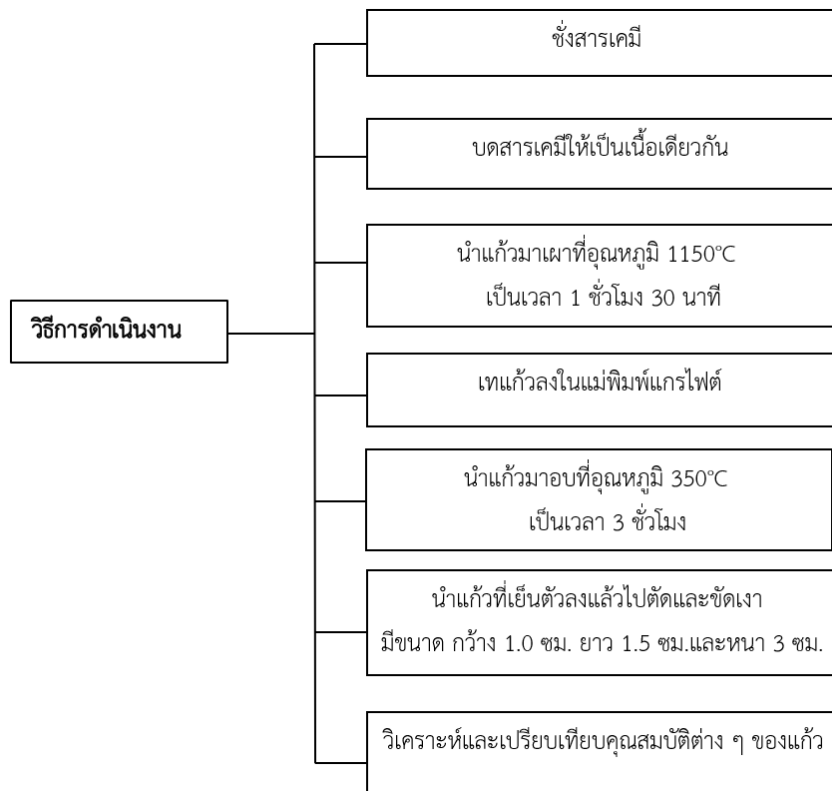 ชั่งสารเคมี
บดสารเคมีให้เป็นเนื้อเดียวกัน
นำแก้วมาเผาที่อุณหภูมิ 1150°C
เป็นเวลา 1 ชั่วโมง 30 นาที
วิธีการดำเนินงาน
เทแก้วลงในแม่พิมพ์แกรไฟต์
นำแก้วมาอบที่อุณหภูมิ 350°C
เป็นเวลา 3 ชั่วโมง
นำแก้วที่เย็นตัวลงแล้วไปตัดและขัดเงา
มีขนาด กว้าง 1.0 ซม. ยาว 1.5 ซม.และหนา 3 ซม.
วิเคราะห์และเปรียบเทียบคุณสมบัติต่าง ๆ ของแก้ว